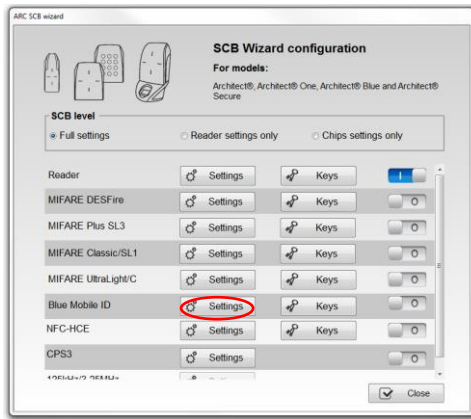 ARC SCB wizard
SCB Wizard configuration
For models:
Architect®, Architect® One, Architect® Blue and Architect®
Secure
SCB level
Full settings Reader settings only Chips settings only
Reader Settings Keys I
MIFARE DESFire Settings Keys O
MIFARE Plus SL3 Settings Keys O
MIFARE Classic/SL1 Settings Keys O
MIFARE UltraLight/C Settings Keys O
Blue Mobile ID Settings Keys O
NFC-HCE Settings Keys O
CPS3 Settings O
125kHz/3.25MHz
Close